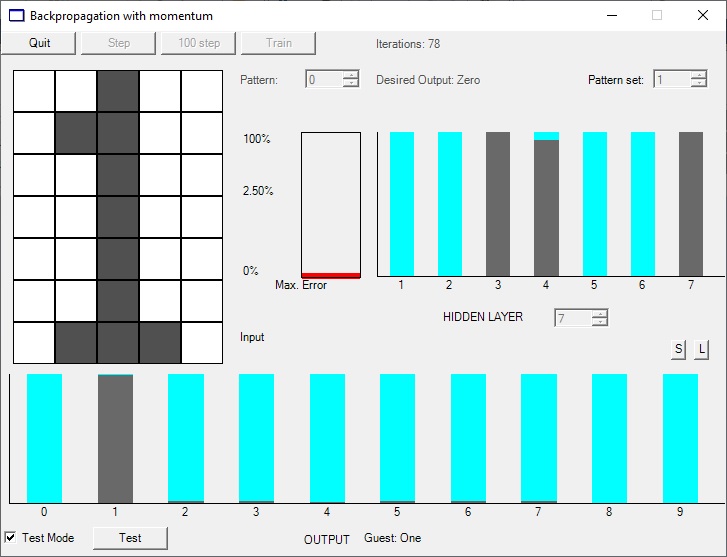 Backpropagation with momentum
Quit Step 100 step Train Iterations: 78
Pattern: 0 Desired Output: Zero Pattern set: 1
100%
2.50%
0%
Max. Error
1 2 3 4 5 6 7
HIDDEN LAYER 7
Input
S L
0 1 2 3 4 5 6 7 8 9
Test Mode Test OUTPUT Guest: One